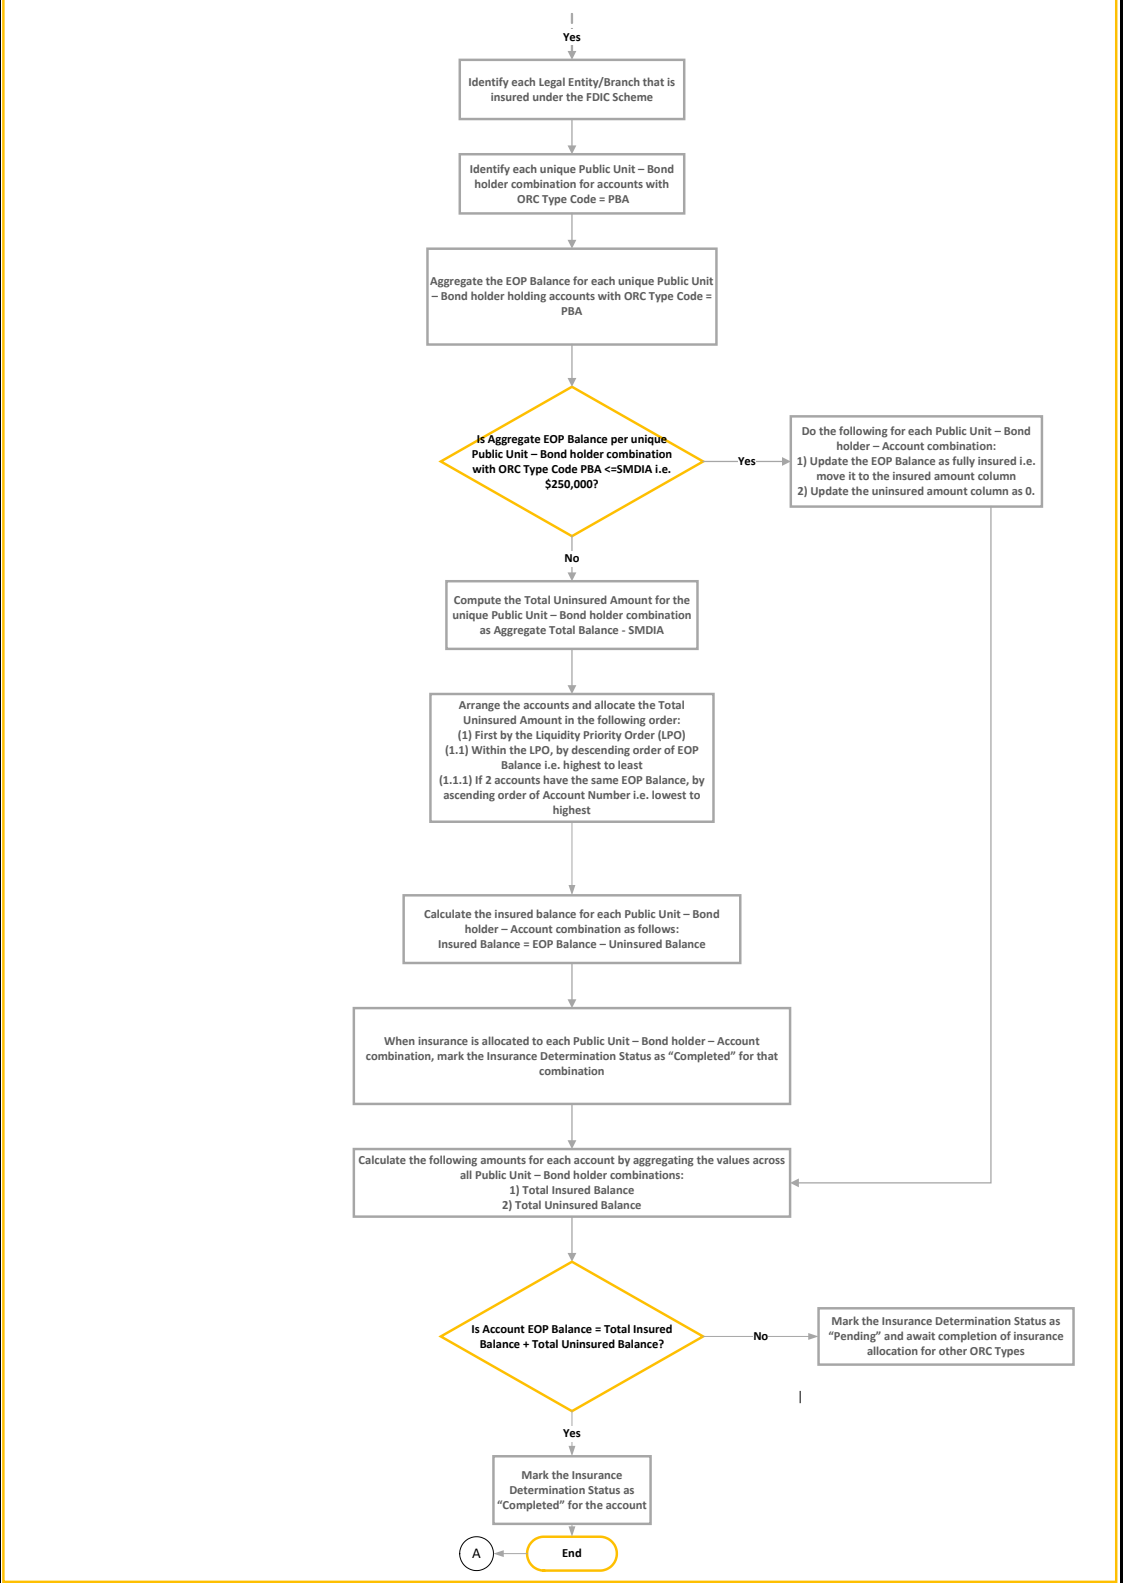 Yes
Identify each Legal Entity/Branch that is
insured under the FDIC Scheme
Identify each unique Public Unit – Bond
holder combination for accounts with
ORC Type Code = PBA
Aggregate the EOP Balance for each unique Public Unit
– Bond holder holding accounts with ORC Type Code =
PBA
Is Aggregate EOP Balance per unique
Public Unit – Bond holder combination
with ORC Type Code PBA <=SMDIA i.e.
$250,000?
Yes
Do the following for each Public Unit – Bond
holder – Account combination:
1) Update the EOP Balance as fully insured i.e.
move it to the insured amount column
2) Update the uninsured amount column as 0.
No
Compute the Total Uninsured Amount for the
unique Public Unit – Bond holder combination
as Aggregate Total Balance - SMDIA
Arrange the accounts and allocate the Total
Uninsured Amount in the following order:
(1) First by the Liquidity Priority Order (LPO)
(1.1) Within the LPO, by descending order of EOP
Balance i.e. highest to least
(1.1.1) If 2 accounts have the same EOP Balance, by
ascending order of Account Number i.e. lowest to
highest
Calculate the insured balance for each Public Unit – Bond
holder – Account combination as follows:
Insured Balance = EOP Balance – Uninsured Balance
When insurance is allocated to each Public Unit – Bond holder – Account
combination, mark the Insurance Determination Status as “Completed” for that
combination
Calculate the following amounts for each account by aggregating the values across
all Public Unit – Bond holder combinations:
1) Total Insured Balance
2) Total Uninsured Balance
Is Account EOP Balance = Total Insured
Balance + Total Uninsured Balance?
No
Mark the Insurance Determination Status as
“Pending” and await completion of insurance
allocation for other ORC Types
Yes
Mark the Insurance
Determination Status as
“Completed” for the account
A
End